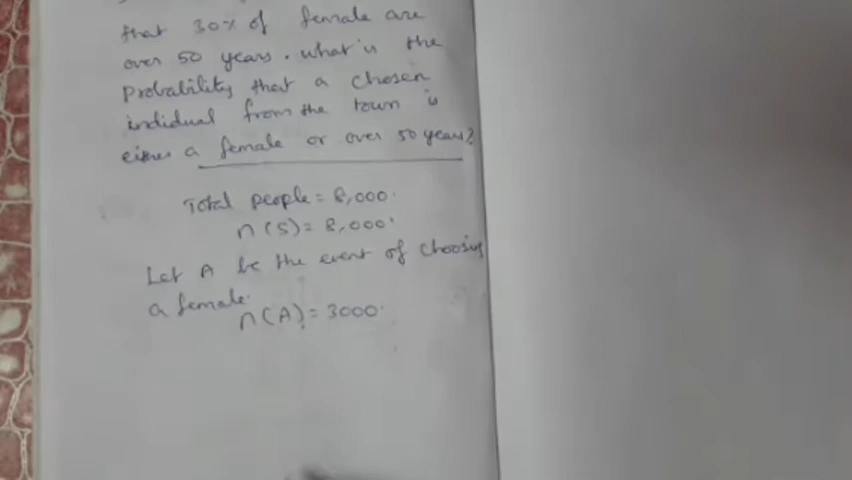 that 30% of female are
over 50 years. what is the
Probability that a chosen
indidual from the town is
either a female or over 50 years?
Total people = 8,000.
n(S) = 8,000.
Let A be the event of choosing
a female.
n(A) = 3000.